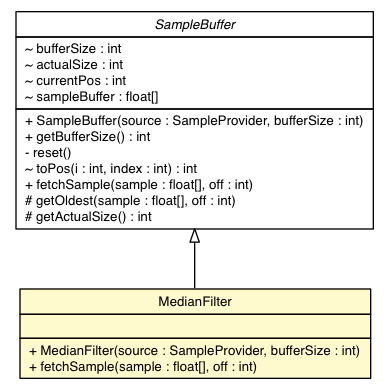 SampleBuffer
~ bufferSize : int
~ actualSize : int
~ currentPos : int
~ sampleBuffer : float[]
+ SampleBuffer(source : SampleProvider, bufferSize : int)
+ getBufferSize() : int
- reset()
~ toPos(i : int, index : int) : int
+ fetchSample(sample : float[], off : int)
# getOldest(sample : float[], off : int)
# getActualSize() : int
MedianFilter
+ MedianFilter(source : SampleProvider, bufferSize : int)
+ fetchSample(sample : float[], off : int)